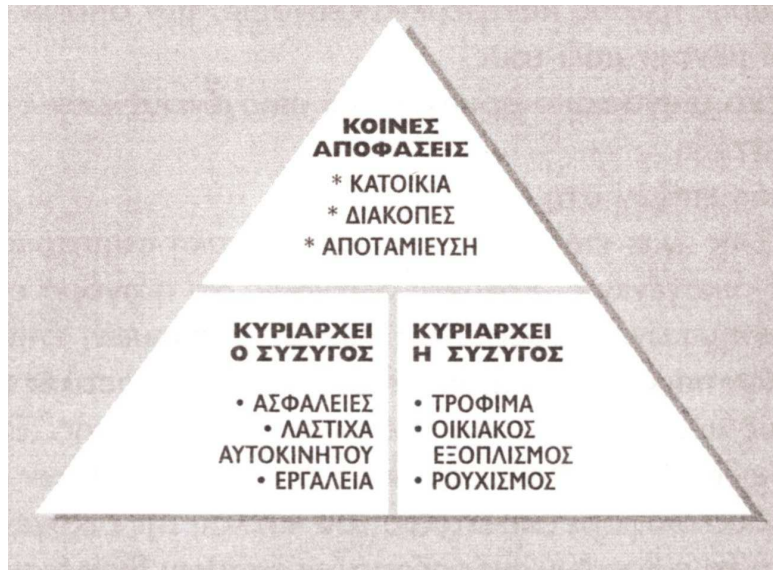 ΚΟΙΝΕΣ
ΑΠΟΦΑΣΕΙΣ
* ΚΑΤΟΙΚΙΑ
* ΔΙΑΚΟΠΕΣ
* ΑΠΟΤΑΜΙΕΥΣΗ
ΚΥΡΙΑΡΧΕΙ
Ο ΣΥΖΥΓΟΣ
• ΑΣΦΑΛΕΙΕΣ
• ΛΑΣΤΙΧΑ
ΑΥΤΟΚΙΝΗΤΟΥ
• ΕΡΓΑΛΕΙΑ
ΚΥΡΙΑΡΧΕΙ
Η ΣΥΖΥΓΟΣ
• ΤΡΟΦΙΜΑ
• ΟΙΚΙΑΚΟΣ
ΕΞΟΠΛΙΣΜΟΣ
• ΡΟΥΧΙΣΜΟΣ